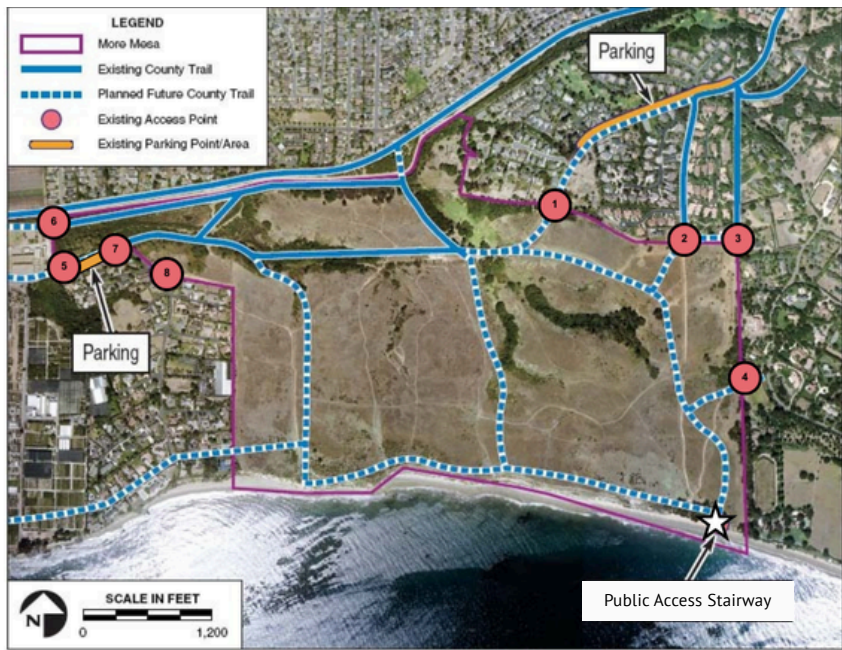 LEGEND
More Mesa
Existing County Trail
Planned Future County Trail
Existing Access Point
Existing Parking Point/Area
Parking
1
2
3
4
5
6
7
8
Parking
Public Access Stairway
N
SCALE IN FEET
0
1,200